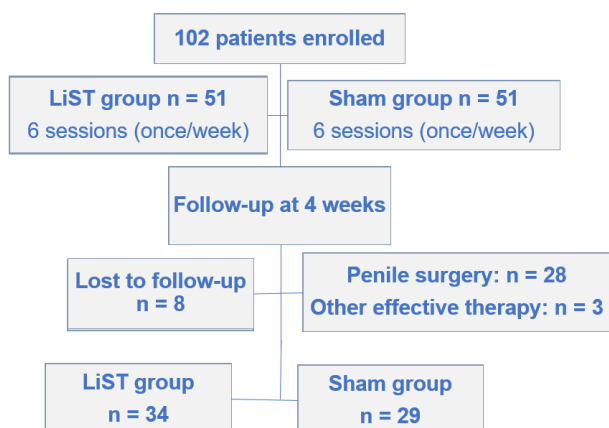 102 patients enrolled
LiST group n = 51
6 sessions (once/week)
Sham group n = 51
6 sessions (once/week)
Follow-up at 4 weeks
Lost to follow-up
n = 8
Penile surgery: n = 28
Other effective therapy: n = 3
LiST group
n = 34
Sham group
n = 29